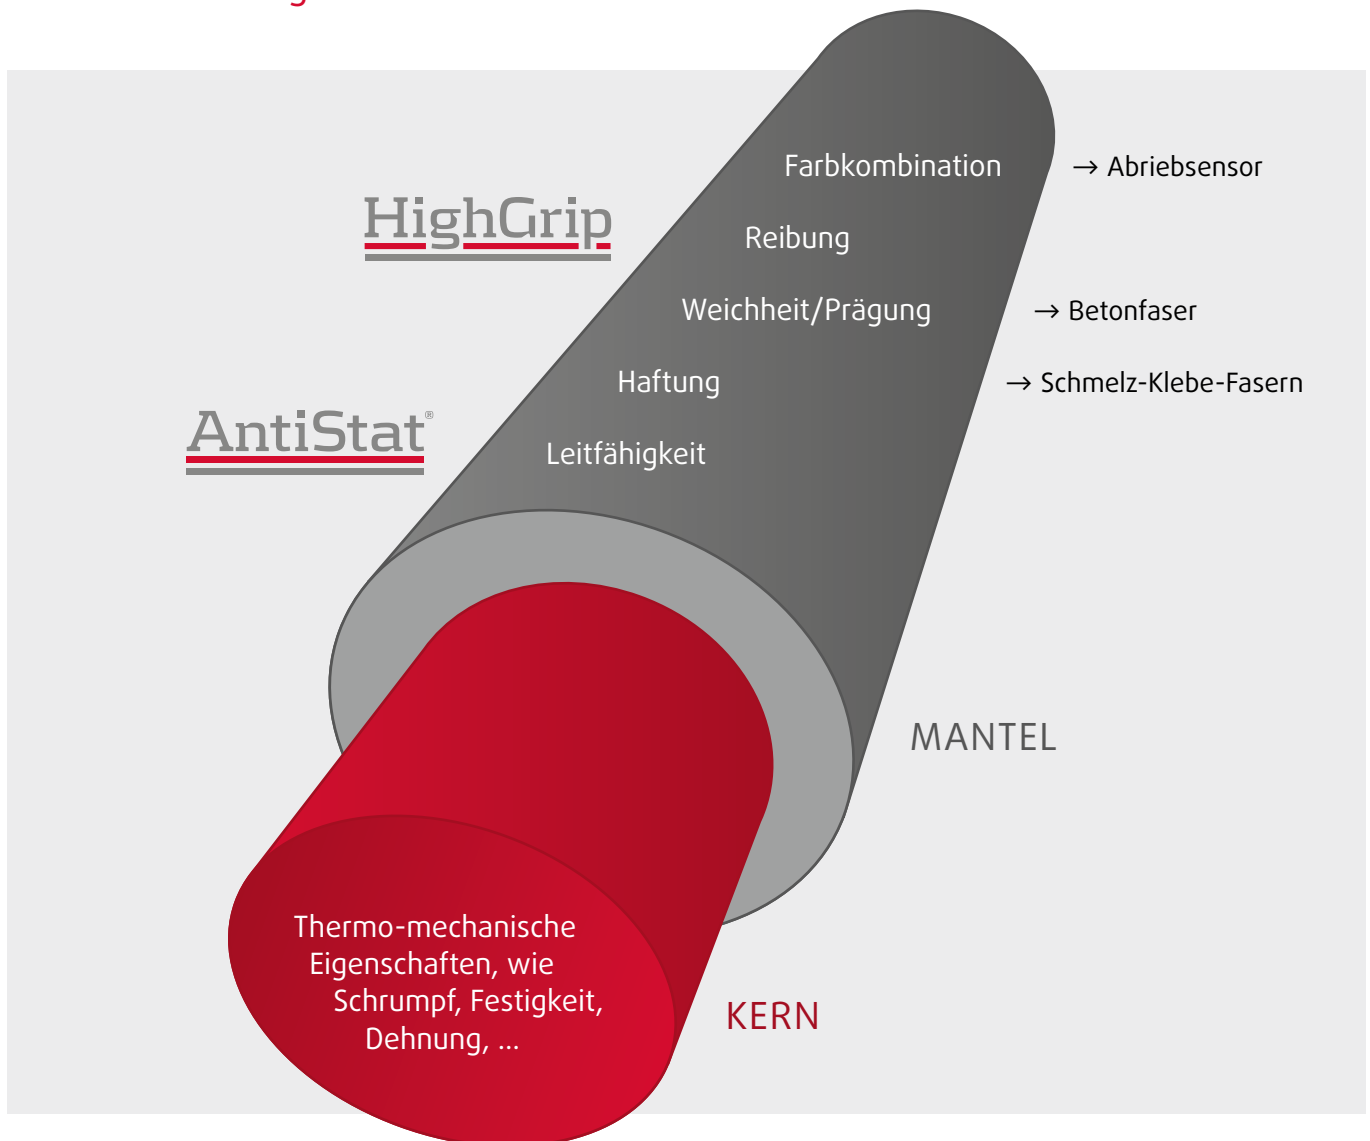 Farbkombination → Abriebsensor
HighGrip
Reibung
Weichheit/Prägung → Betonfaser
Haftung → Schmelz-Klebe-Fasern
AntiStat®
Leitfähigkeit
MANTEL
Thermo-mechanische
Eigenschaften, wie
Schrumpf, Festigkeit,
Dehnung, ...
KERN